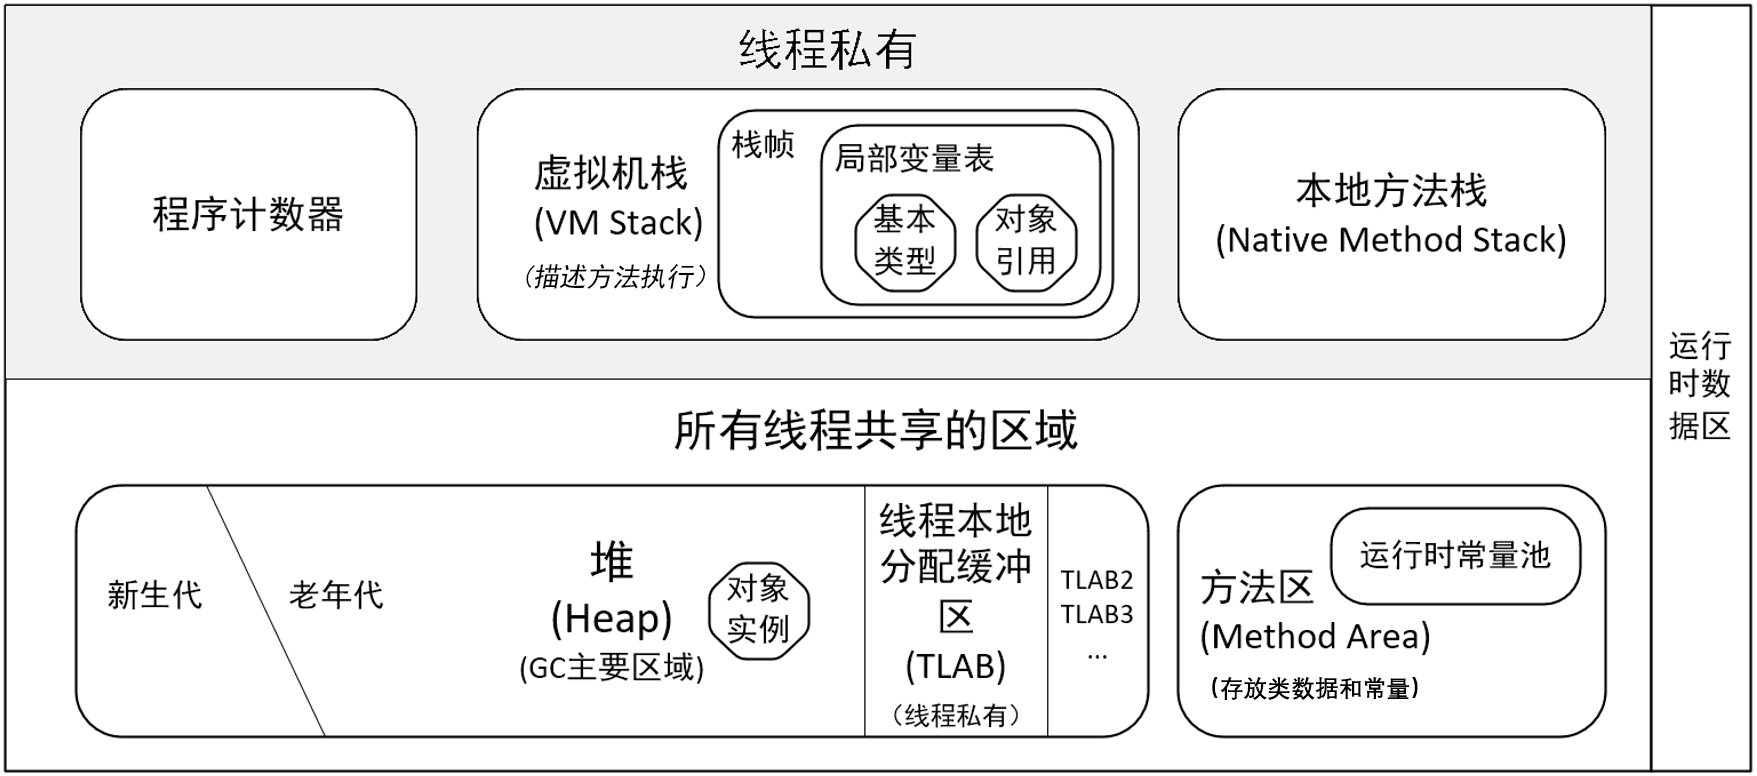 线程私有
程序计数器
虚拟机栈
(VM Stack)
（描述方法执行）
栈帧
局部变量表
基本
类型
对象
引用
本地方法栈
(Native Method Stack)
运行
时数
据区
所有线程共享的区域
新生代
老年代
堆
(Heap)
(GC主要区域)
对象
实例
线程本地
分配缓冲
区
(TLAB)
（线程私有）
TLAB2
TLAB3
...
运行时常量池
方法区
(Method Area)
（存放类数据和常量）